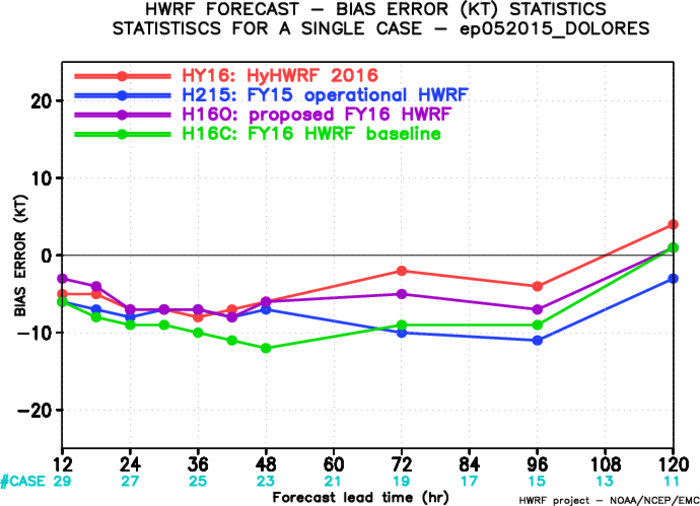 HWRF FORECAST – BIAS ERROR (KT) STATISTICS
STATISTISCS FOR A SINGLE CASE – ep052015_DOLORES
HY16: HyHWRF 2016
H215: FY15 operational HWRF
H16O: proposed FY16 HWRF
H16C: FY16 HWRF baseline
BIAS ERROR (KT)
20
10
0
−10
−20
12 24 36 48 60 72 84 96 108 120
#CASE 29 27 25 23 21 19 17 15 13 11
Forecast lead time (hr)
HWRF project – NOAA/NCEP/EMC